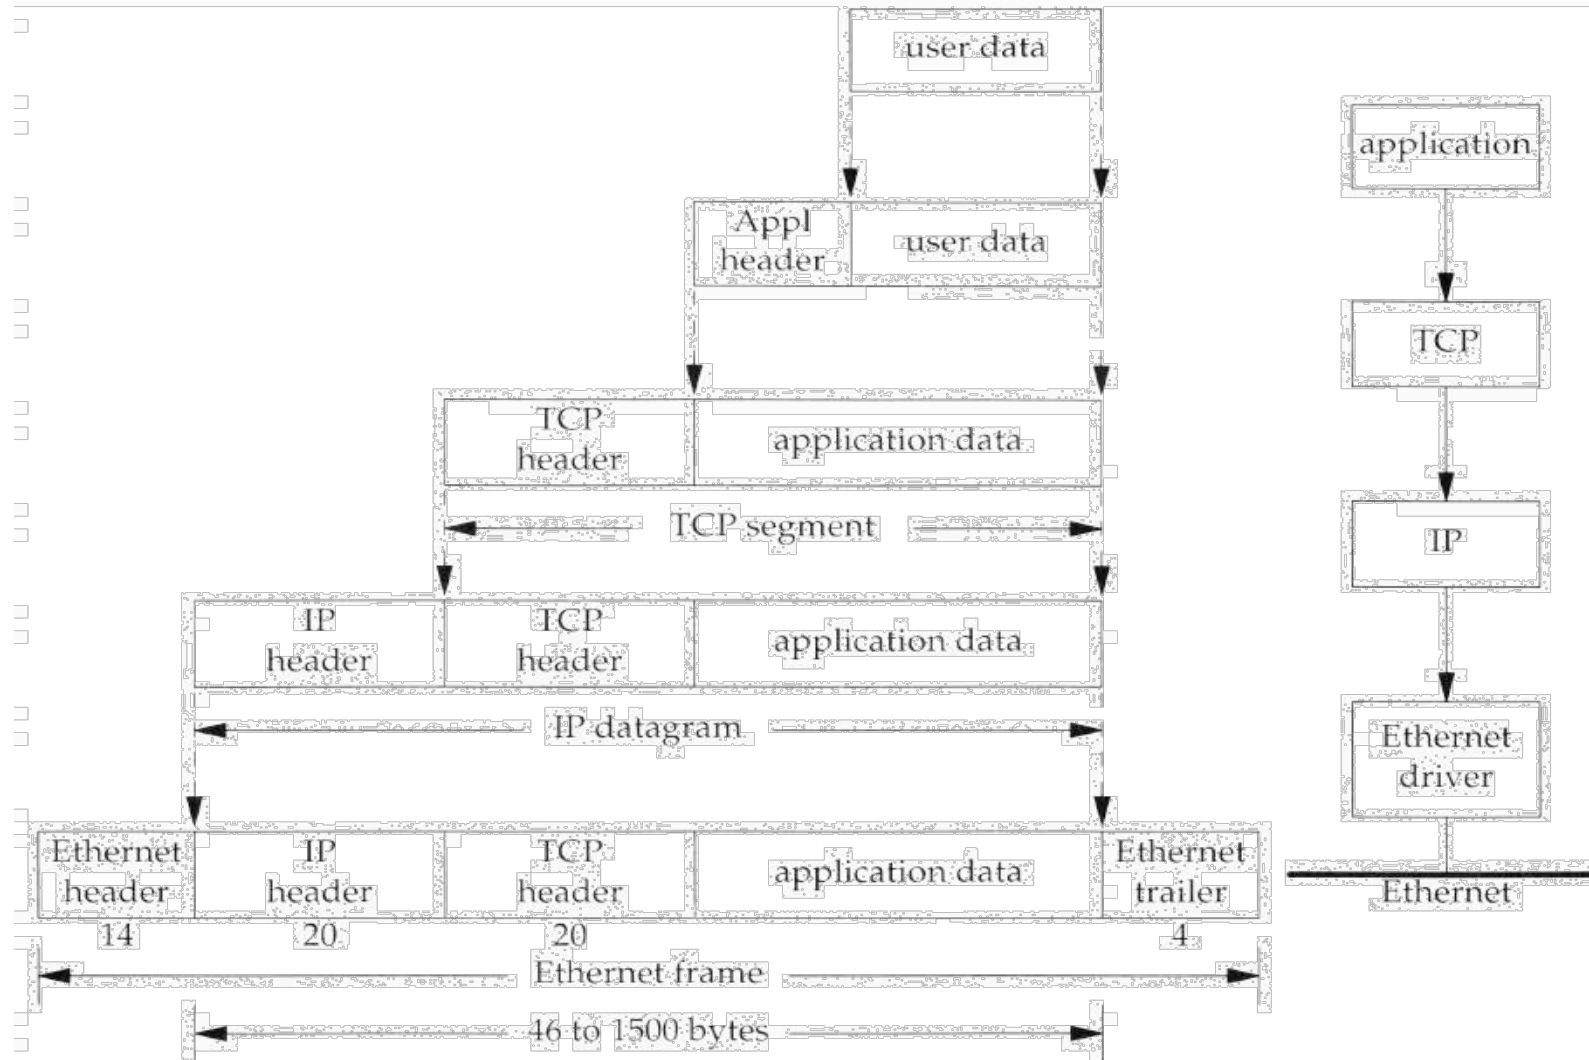 user data
application
Appl
header
user data
TCP
TCP
header
application data
TCP segment
IP
IP
header
TCP
header
application data
IP datagram
Ethernet
driver
Ethernet
header
IP
header
TCP
header
application data
Ethernet
trailer
Ethernet
14
20
20
4
Ethernet frame
46 to 1500 bytes